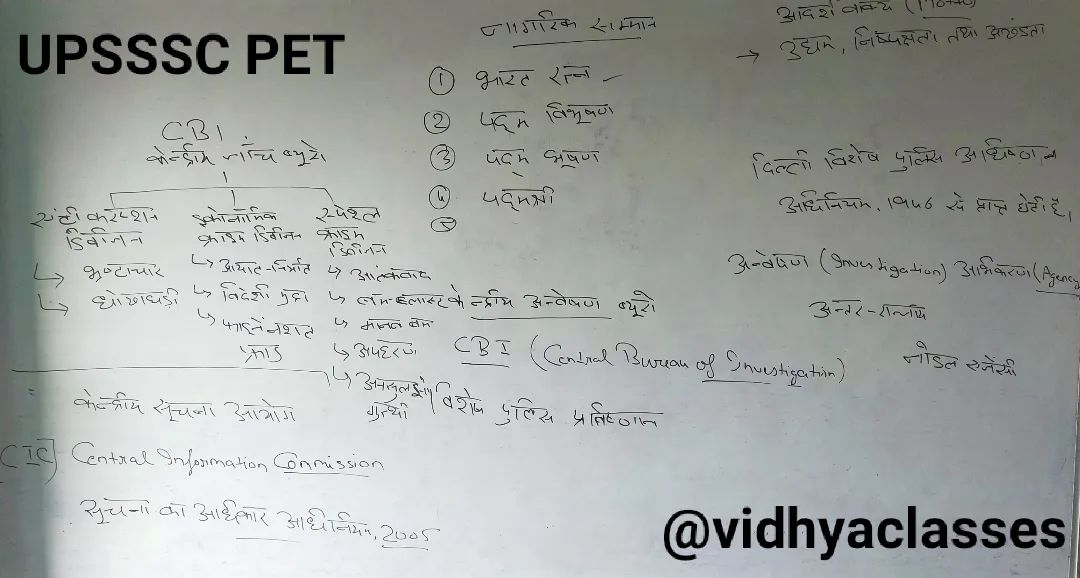 UPSSSC PET
नागरिक सम्मान
① भारत रत्न
② पद्म विभूषण
③ पद्म भूषण
④ पद्मश्री
⑤
आदर्श वाक्य (Motto)
→ उद्यम, निष्पक्षता तथा अखंडता
CBI
केन्द्रीय जाँच ब्यूरो
एंटी करप्शन डिवीजन
↳ भ्रष्टाचार
↳ धोखाधड़ी
इकोनॉमिक क्राइम डिवीजन
↳ आयात-निर्यात
↳ विदेशी मुद्रा
↳ फाइनेंनशल फ्राड
स्पेशल क्राइम डिवीजन
↳ आतंकवाद
↳ बम ब्लास्ट
↳ मानव बम
↳ अपहरण
केन्द्रीय अन्वेषण ब्यूरो
CBI (Central Bureau of Investigation)
विशेष पुलिस प्रतिष्ठान
दिल्ली विशेष पुलिस अधिष्ठान
अधिनियम, 1946 से प्राप्त होती है।
अन्वेषण (Investigation) अभिकरण (Agency
अन्तर-राज्यीय
नोडल एजेंसी
केन्द्रीय सूचना आयोग
CIC] Central Information Commission
सूचना का अधिकार अधिनियम, 2005
@vidhyaclasses